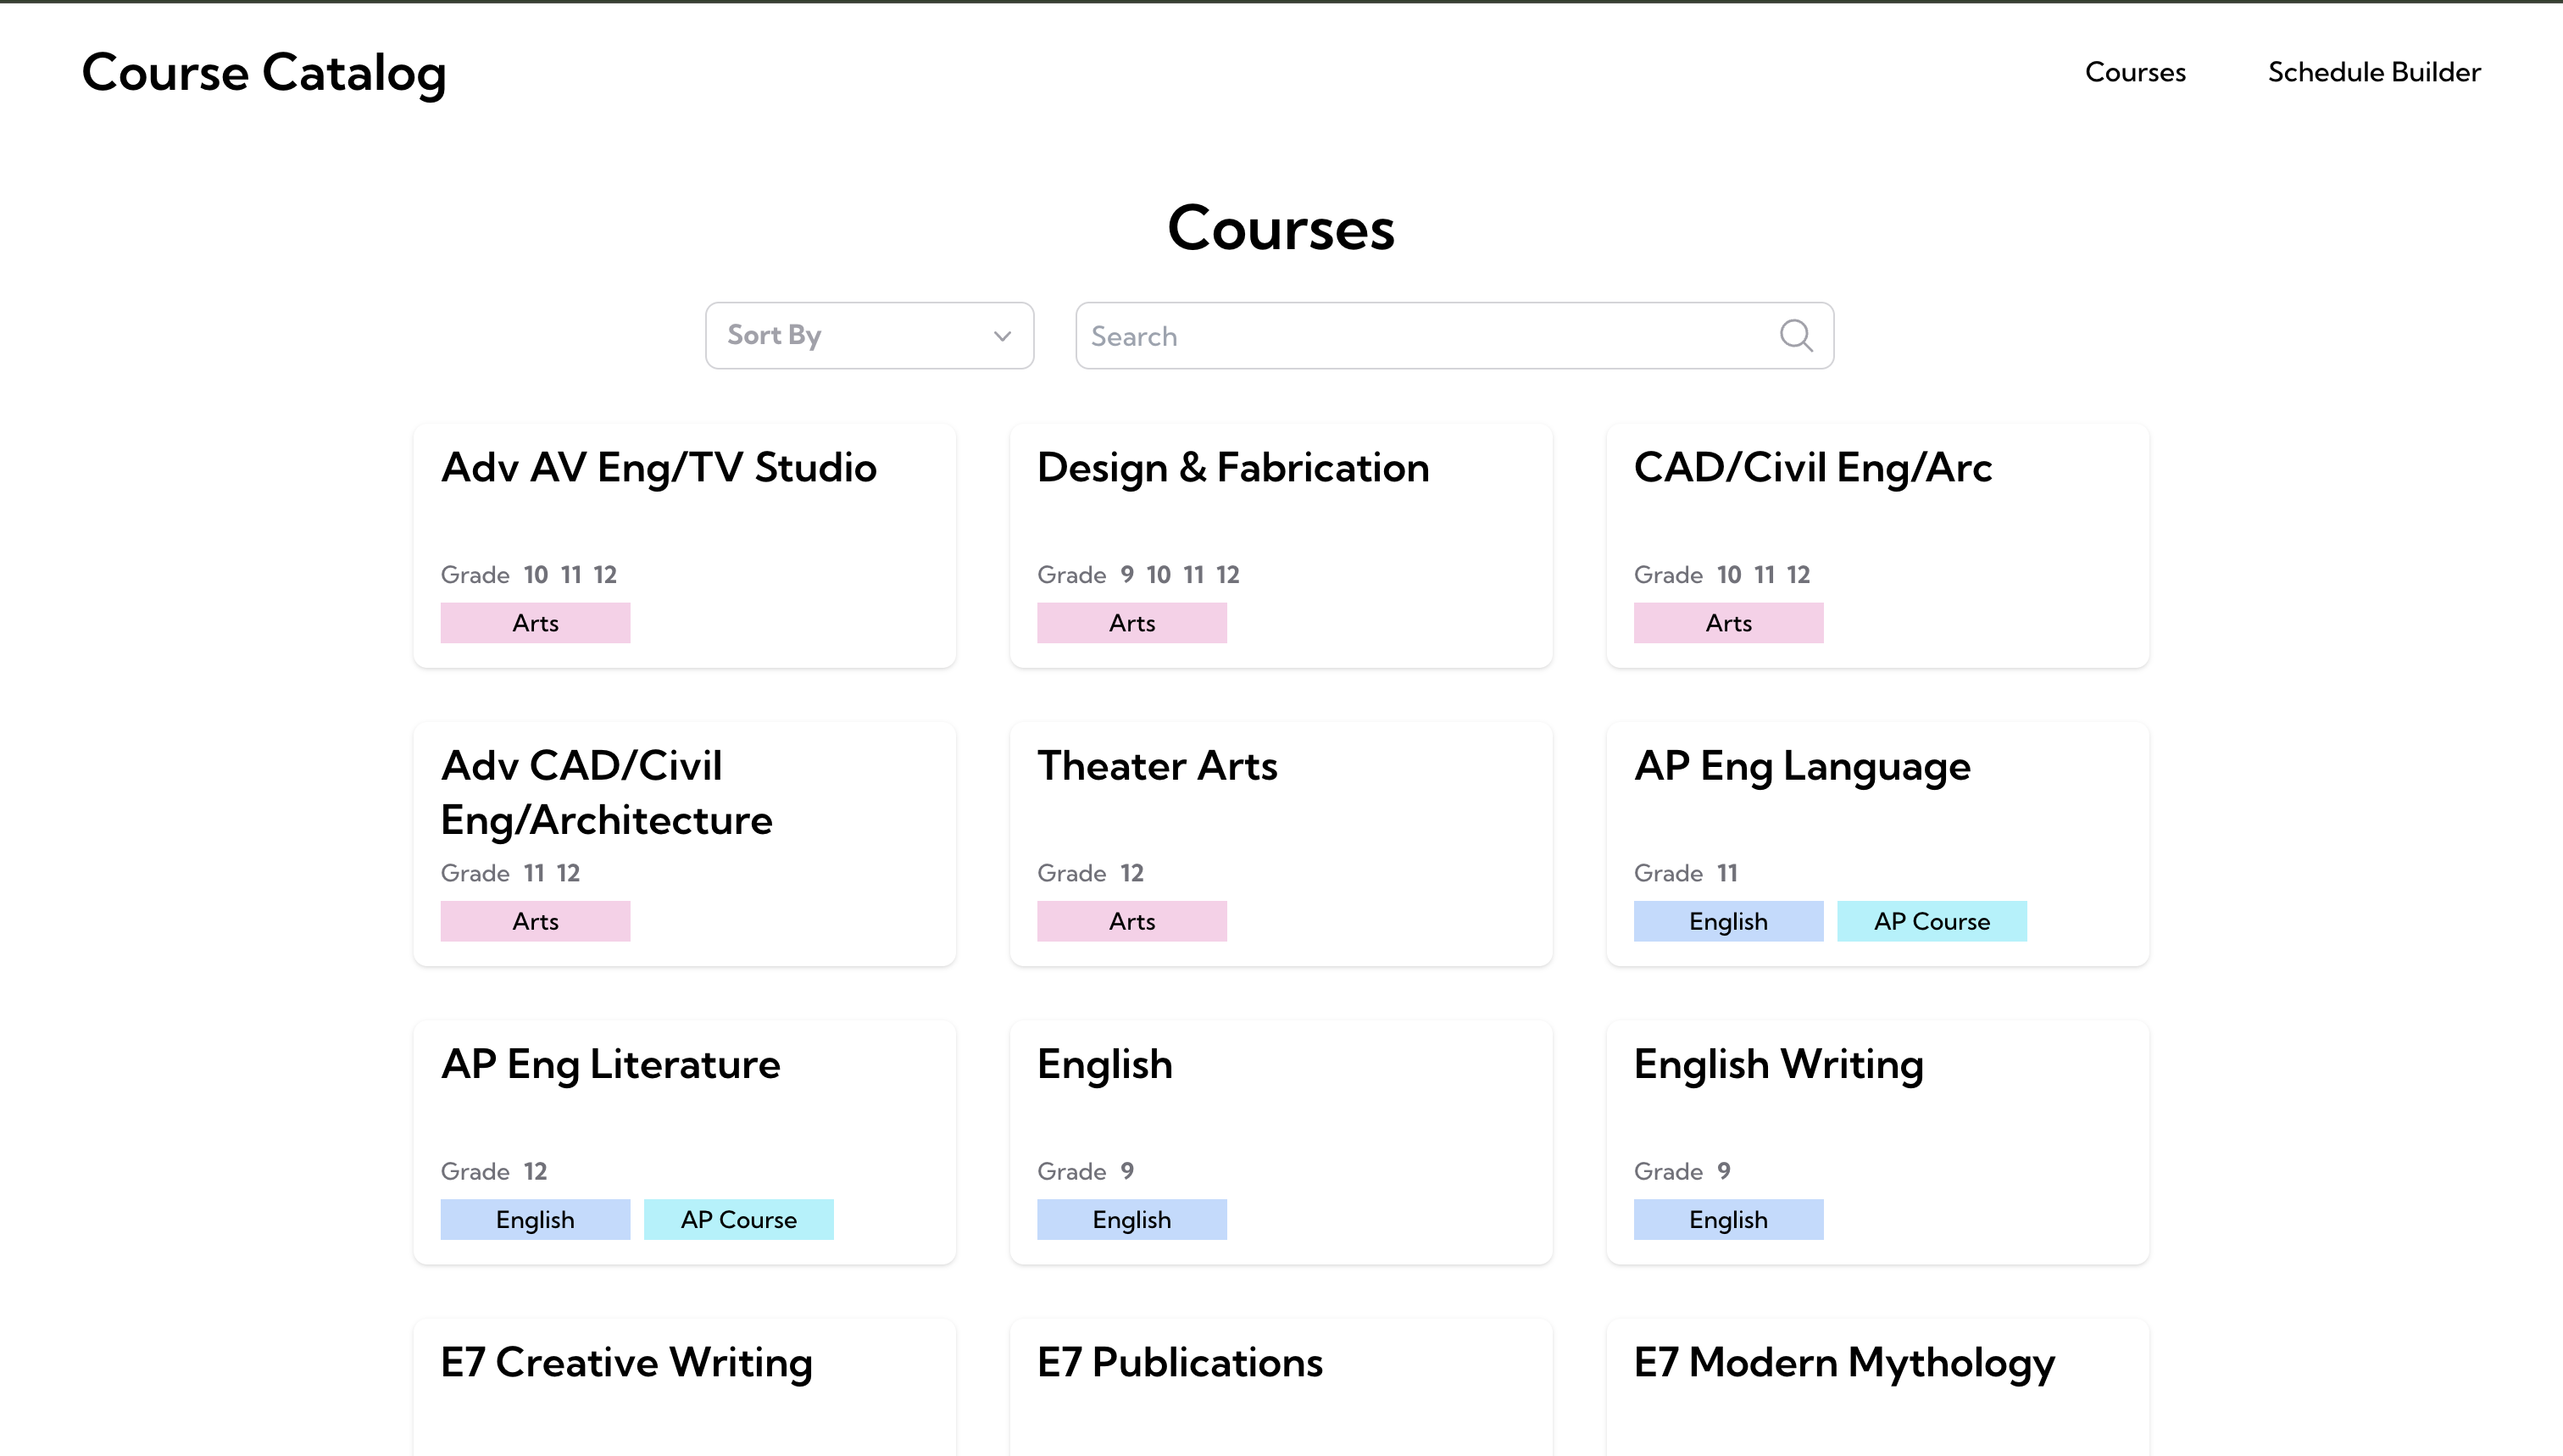 Course Catalog
Courses
Schedule Builder
Courses
Sort By
Search
Adv AV Eng/TV Studio
Grade 10 11 12
Arts
Design & Fabrication
Grade 9 10 11 12
Arts
CAD/Civil Eng/Arc
Grade 10 11 12
Arts
Adv CAD/Civil
Eng/Architecture
Grade 11 12
Arts
Theater Arts
Grade 12
Arts
AP Eng Language
Grade 11
English
AP Course
AP Eng Literature
Grade 12
English
AP Course
English
Grade 9
English
English Writing
Grade 9
English
E7 Creative Writing
E7 Publications
E7 Modern Mythology